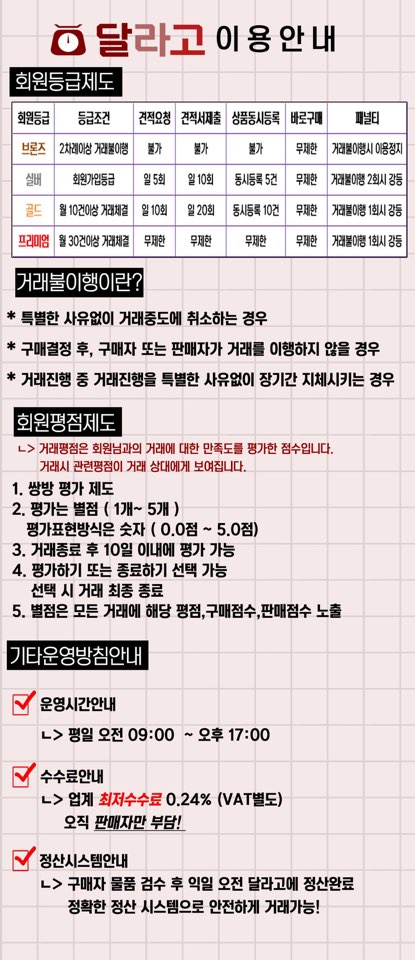 달라고 이용안내
회원등급제도
회원등급 등급조건 견적요청 견적서제출 상품동시등록 바로구매 패널티
브론즈 2차례이상 거래불이행 불가 불가 불가 무제한 거래불이행시 이용정지
실버 회원가입등급 일 5회 일 10회 동시등록 5건 무제한 거래불이행 2회시 강등
골드 월 10건이상 거래체결 일 10회 일 20회 동시등록 10건 무제한 거래불이행 1회시 강등
프리미엄 월 30건이상 거래체결 무제한 무제한 무제한 무제한 거래불이행 1회시 강등
거래불이행이란?
* 특별한 사유없이 거래중도에 취소하는 경우
* 구매결정 후, 구매자 또는 판매자가 거래를 이행하지 않을 경우
* 거래진행 중 거래진행을 특별한 사유없이 장기간 지체시키는 경우
회원평점제도
ㄴ> 거래평점은 회원님과의 거래에 대한 만족도를 평가한 점수입니다.
거래시 관련평점이 거래 상대에게 보여집니다.
1. 쌍방 평가 제도
2. 평가는 별점 ( 1개~ 5개 )
평가표현방식은 숫자 ( 0.0점 ~ 5.0점)
3. 거래종료 후 10일 이내에 평가 가능
4. 평가하기 또는 종료하기 선택 가능
선택 시 거래 최종 종료
5. 별점은 모든 거래에 해당 평점,구매점수,판매점수 노출
기타운영방침안내
운영시간안내
ㄴ> 평일 오전 09:00 ~ 오후 17:00
수수료안내
ㄴ> 업계 최저수수료 0.24% (VAT별도)
오직 판매자만 부담!
정산시스템안내
ㄴ> 구매자 물품 검수 후 익일 오전 달라고에 정산완료
정확한 정산 시스템으로 안전하게 거래가능!